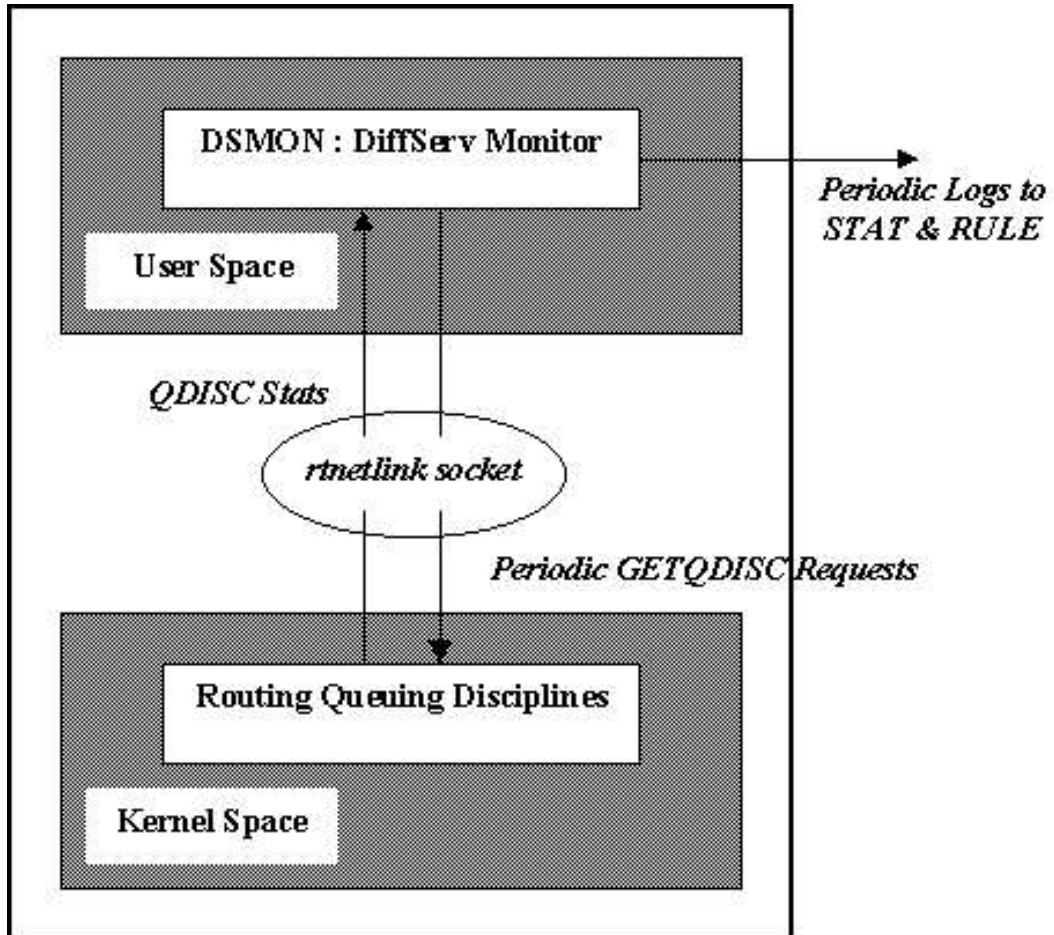 DSMON : DiffServ Monitor
Periodic Logs to
STAT & RULE
User Space
QDISC Stats
rtnetlink socket
Periodic GETQDISC Requests
Routing Queuing Disciplines
Kernel Space